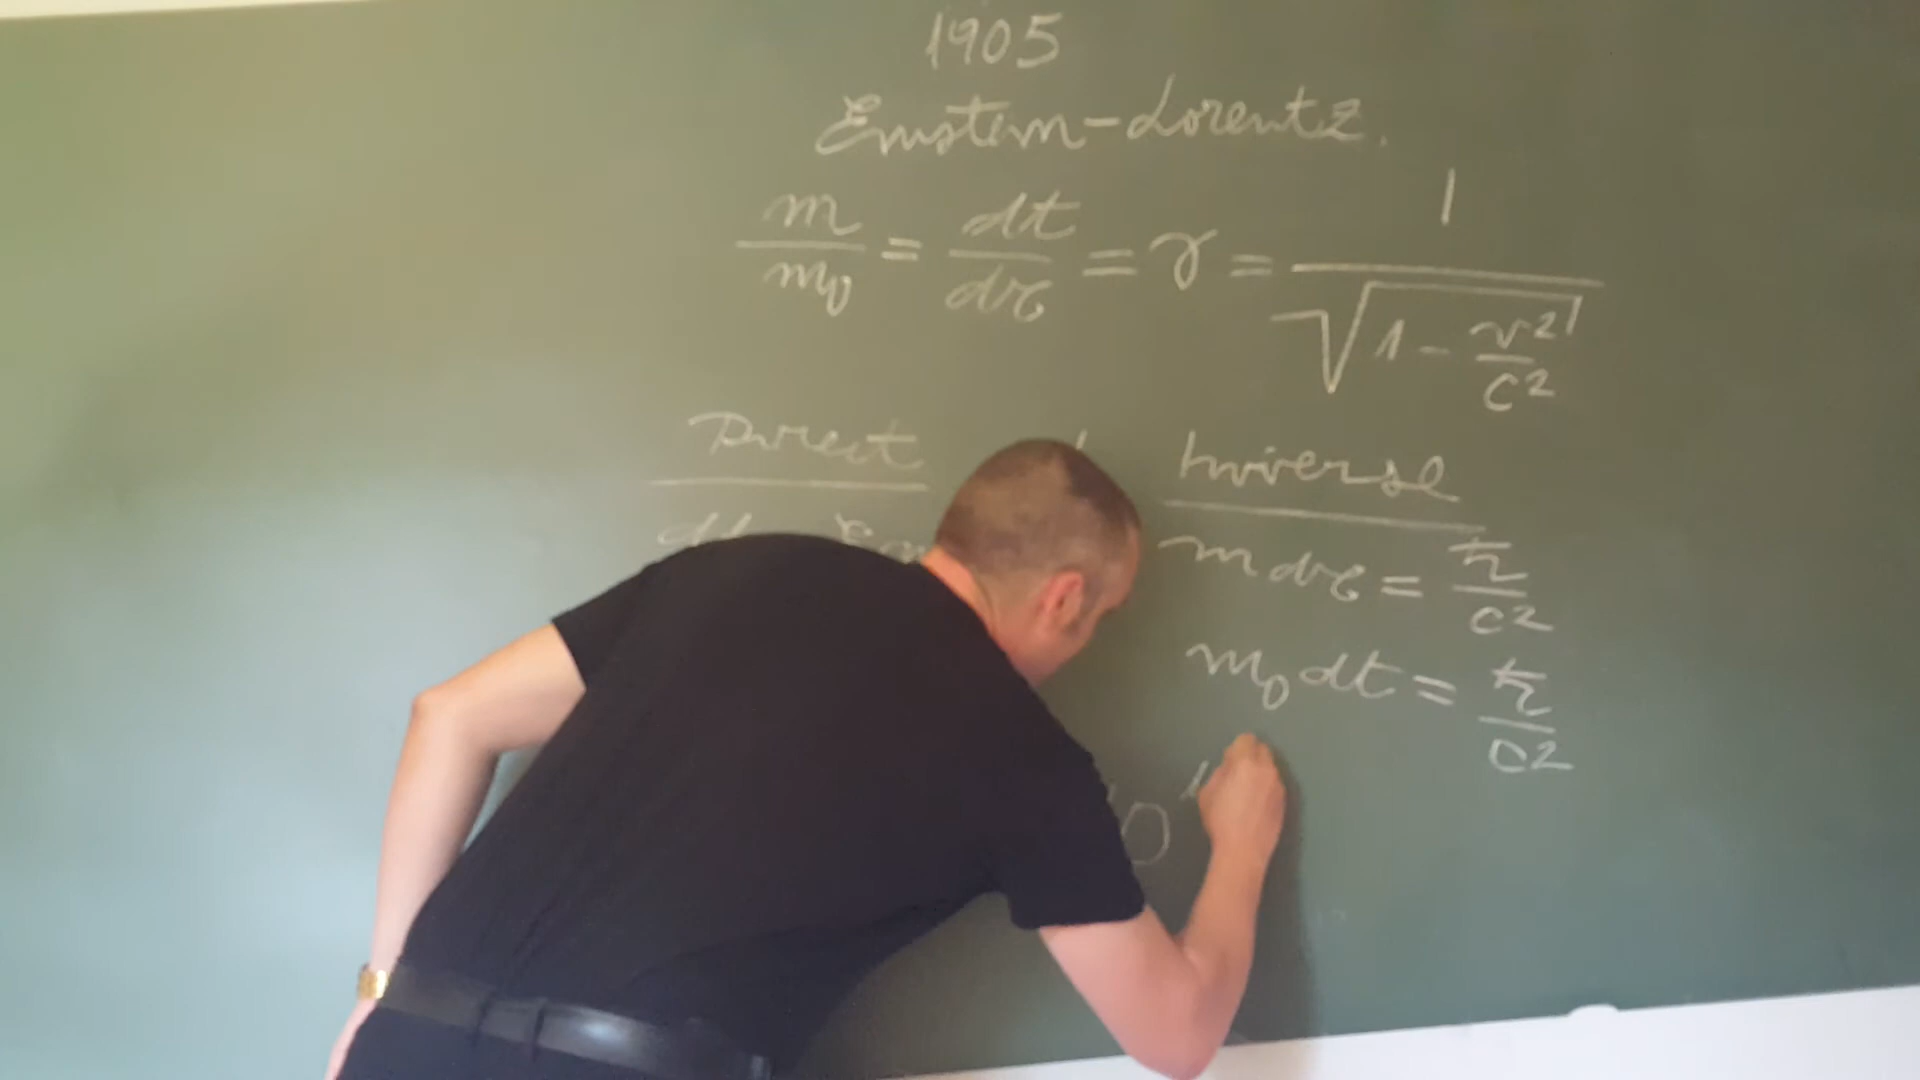 1905
Einstein-Lorentz.
m/m₀ = dt/dτ = γ = 1/√(1 - v²/c²)
Direct Inverse
m dτ = ℏ/c²
m₀ dt = ℏ/c²